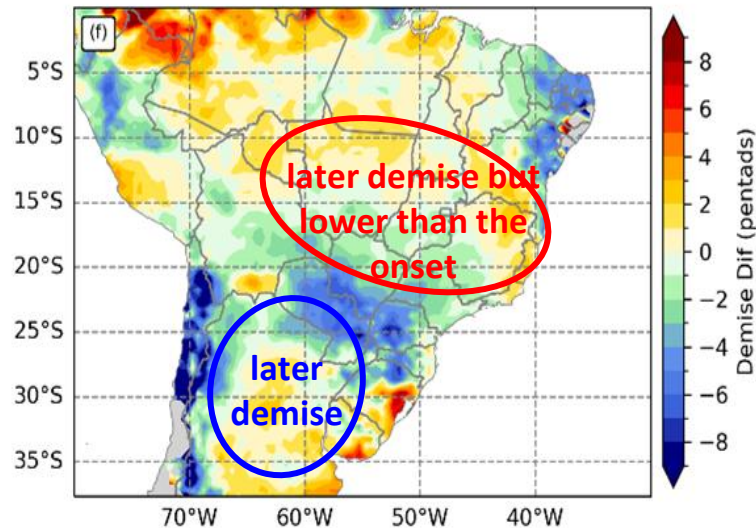 (f)
5°S
10°S
15°S
20°S
25°S
30°S
35°S
70°W 60°W 50°W 40°W
later demise but
lower than the
onset
later
demise
8
6
4
2
0
−2
−4
−6
−8
Demise Dif (pentads)